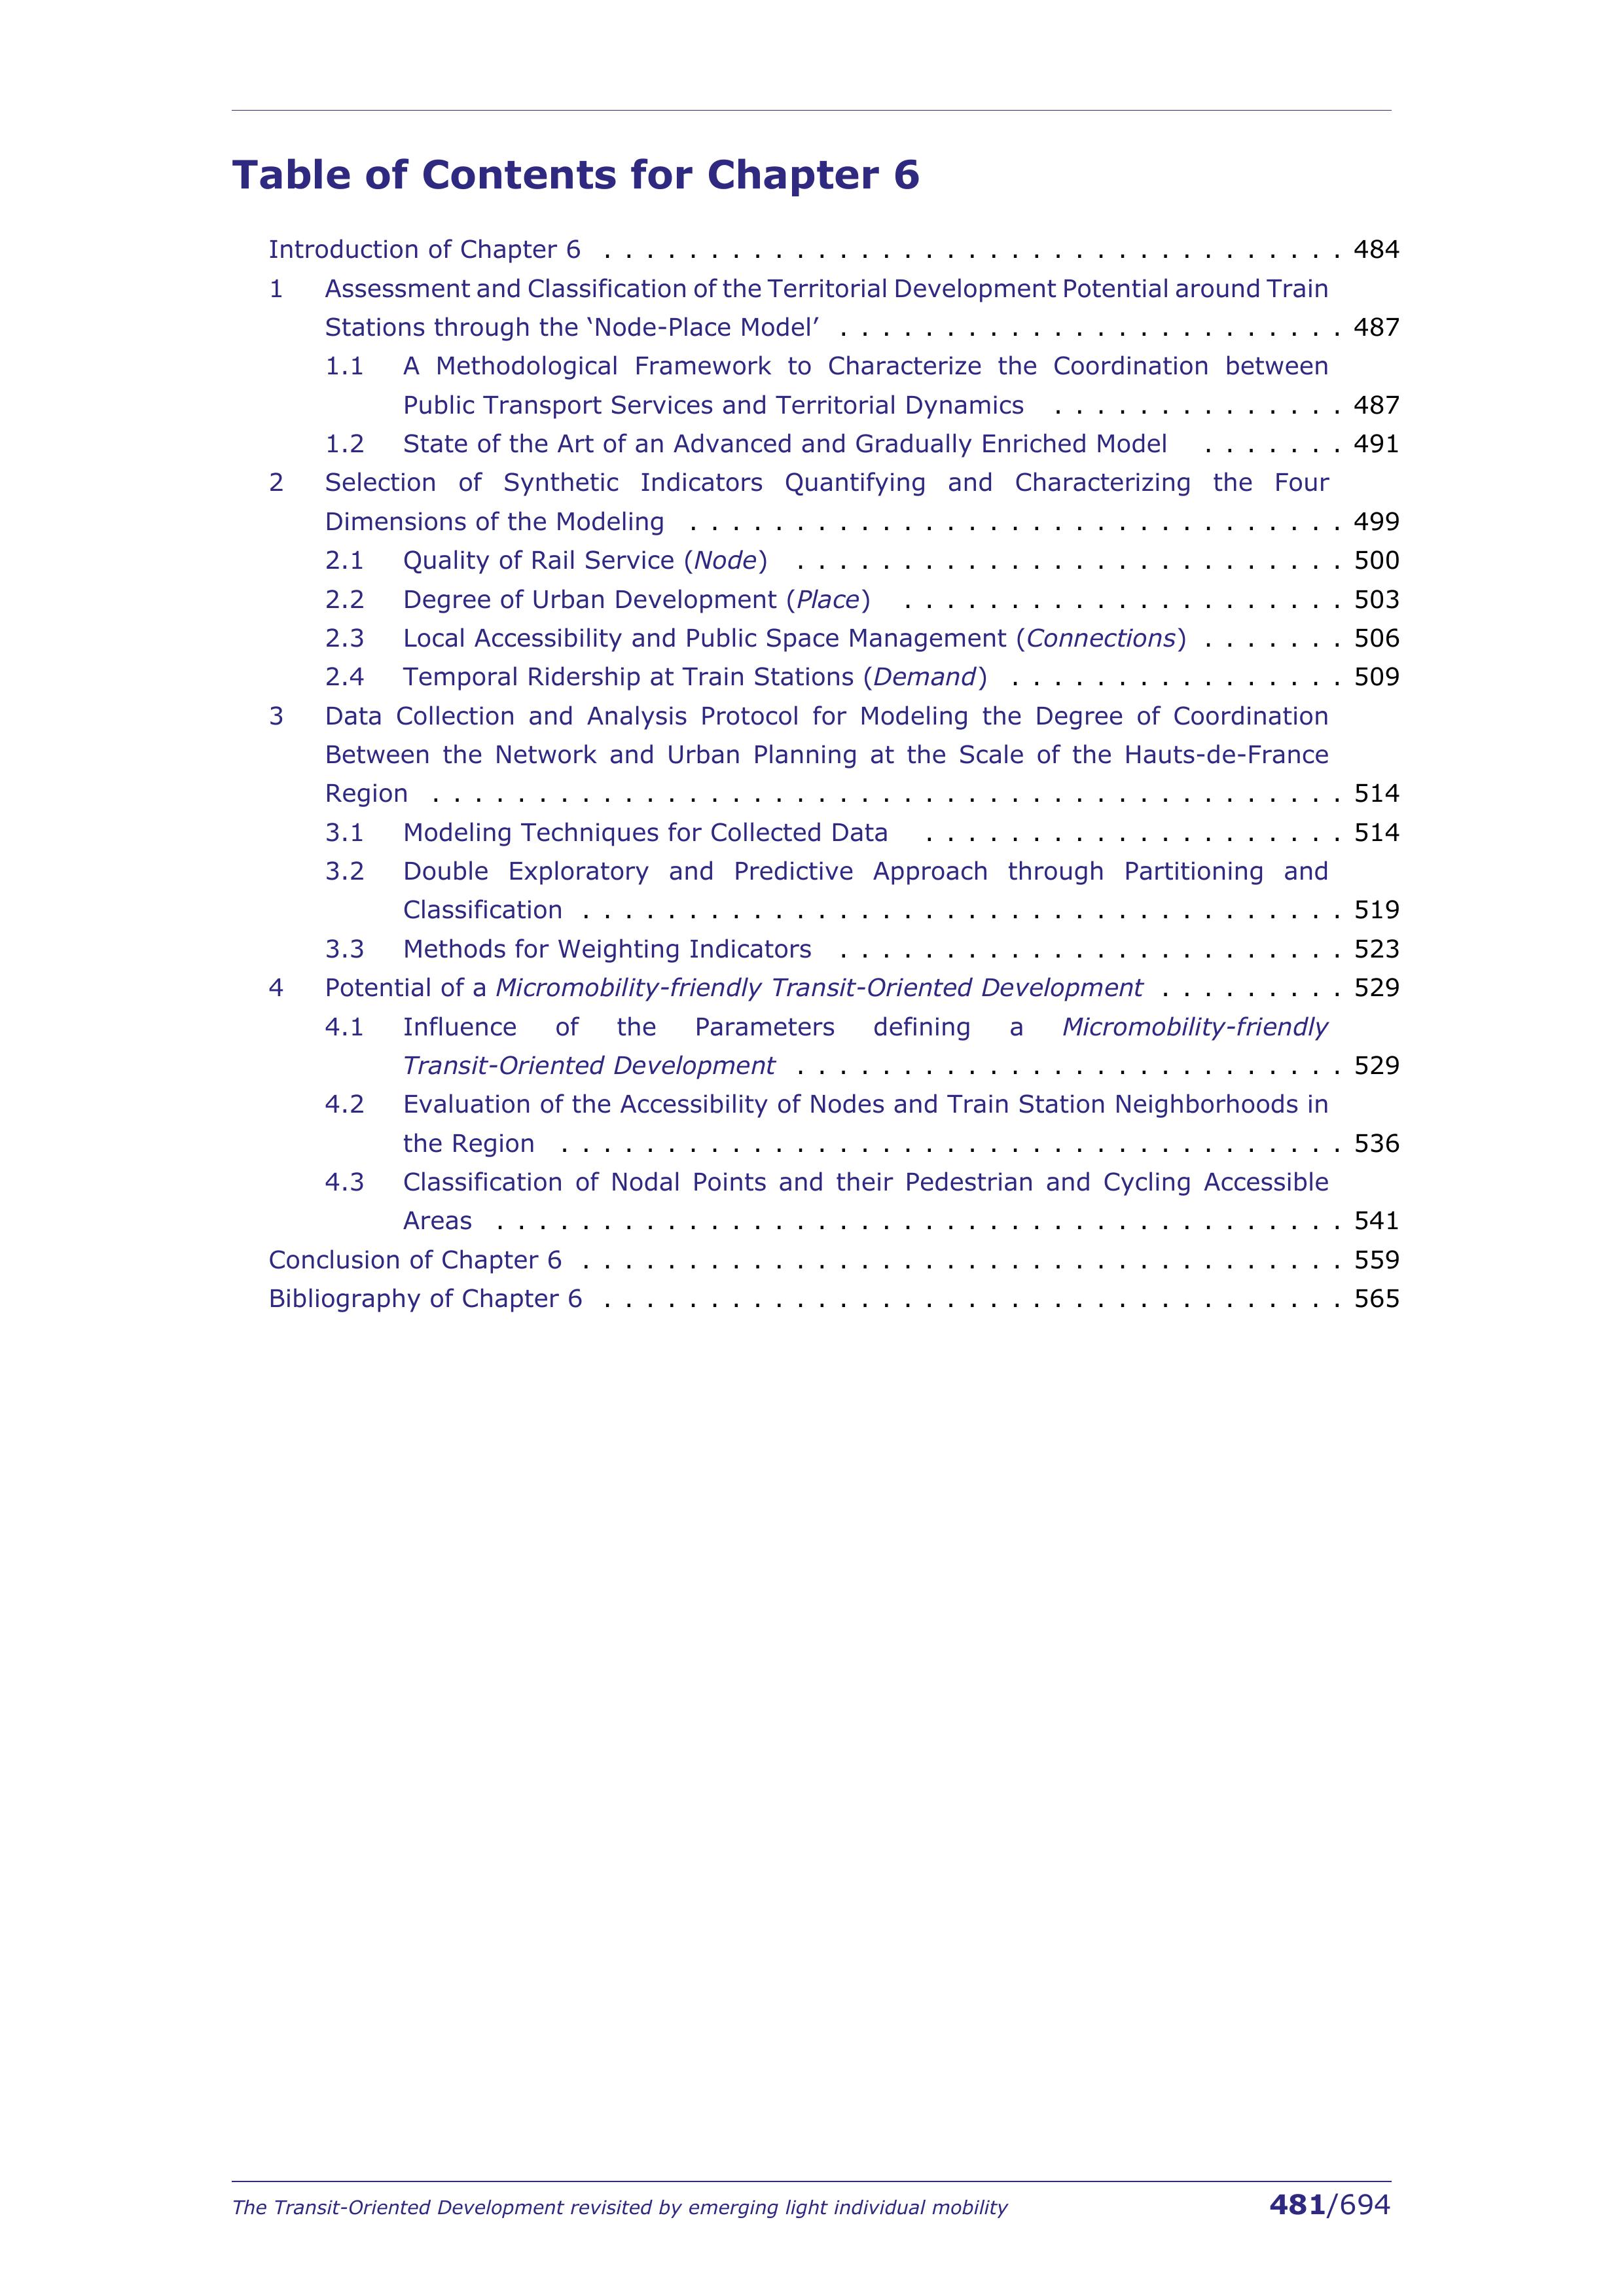 Table of Contents for Chapter 6
Introduction of Chapter 6 . . . . . . . . . . . . . . . . . . . . . . . . . . . . . . . . . . . 484
1 Assessment and Classification of the Territorial Development Potential around Train
Stations through the ‘Node-Place Model’ . . . . . . . . . . . . . . . . . . . . . . . . 487
1.1 A Methodological Framework to Characterize the Coordination between
Public Transport Services and Territorial Dynamics . . . . . . . . . . . . . . 487
1.2 State of the Art of an Advanced and Gradually Enriched Model . . . . . . . 491
2 Selection of Synthetic Indicators Quantifying and Characterizing the Four
Dimensions of the Modeling . . . . . . . . . . . . . . . . . . . . . . . . . . . . . . . 499
2.1 Quality of Rail Service (Node) . . . . . . . . . . . . . . . . . . . . . . . . . . 500
2.2 Degree of Urban Development (Place) . . . . . . . . . . . . . . . . . . . . . 503
2.3 Local Accessibility and Public Space Management (Connections) . . . . . . . 506
2.4 Temporal Ridership at Train Stations (Demand) . . . . . . . . . . . . . . . . 509
3 Data Collection and Analysis Protocol for Modeling the Degree of Coordination
Between the Network and Urban Planning at the Scale of the Hauts-de-France
Region . . . . . . . . . . . . . . . . . . . . . . . . . . . . . . . . . . . . . . . . . . . 514
3.1 Modeling Techniques for Collected Data . . . . . . . . . . . . . . . . . . . . 514
3.2 Double Exploratory and Predictive Approach through Partitioning and
Classification . . . . . . . . . . . . . . . . . . . . . . . . . . . . . . . . . . . . 519
3.3 Methods for Weighting Indicators . . . . . . . . . . . . . . . . . . . . . . . . 523
4 Potential of a Micromobility-friendly Transit-Oriented Development . . . . . . . . . 529
4.1 Influence of the Parameters defining a Micromobility-friendly
Transit-Oriented Development . . . . . . . . . . . . . . . . . . . . . . . . . . 529
4.2 Evaluation of the Accessibility of Nodes and Train Station Neighborhoods in
the Region . . . . . . . . . . . . . . . . . . . . . . . . . . . . . . . . . . . . . 536
4.3 Classification of Nodal Points and their Pedestrian and Cycling Accessible
Areas . . . . . . . . . . . . . . . . . . . . . . . . . . . . . . . . . . . . . . . . 541
Conclusion of Chapter 6 . . . . . . . . . . . . . . . . . . . . . . . . . . . . . . . . . . . . 559
Bibliography of Chapter 6 . . . . . . . . . . . . . . . . . . . . . . . . . . . . . . . . . . . 565
The Transit-Oriented Development revisited by emerging light individual mobility 481/694